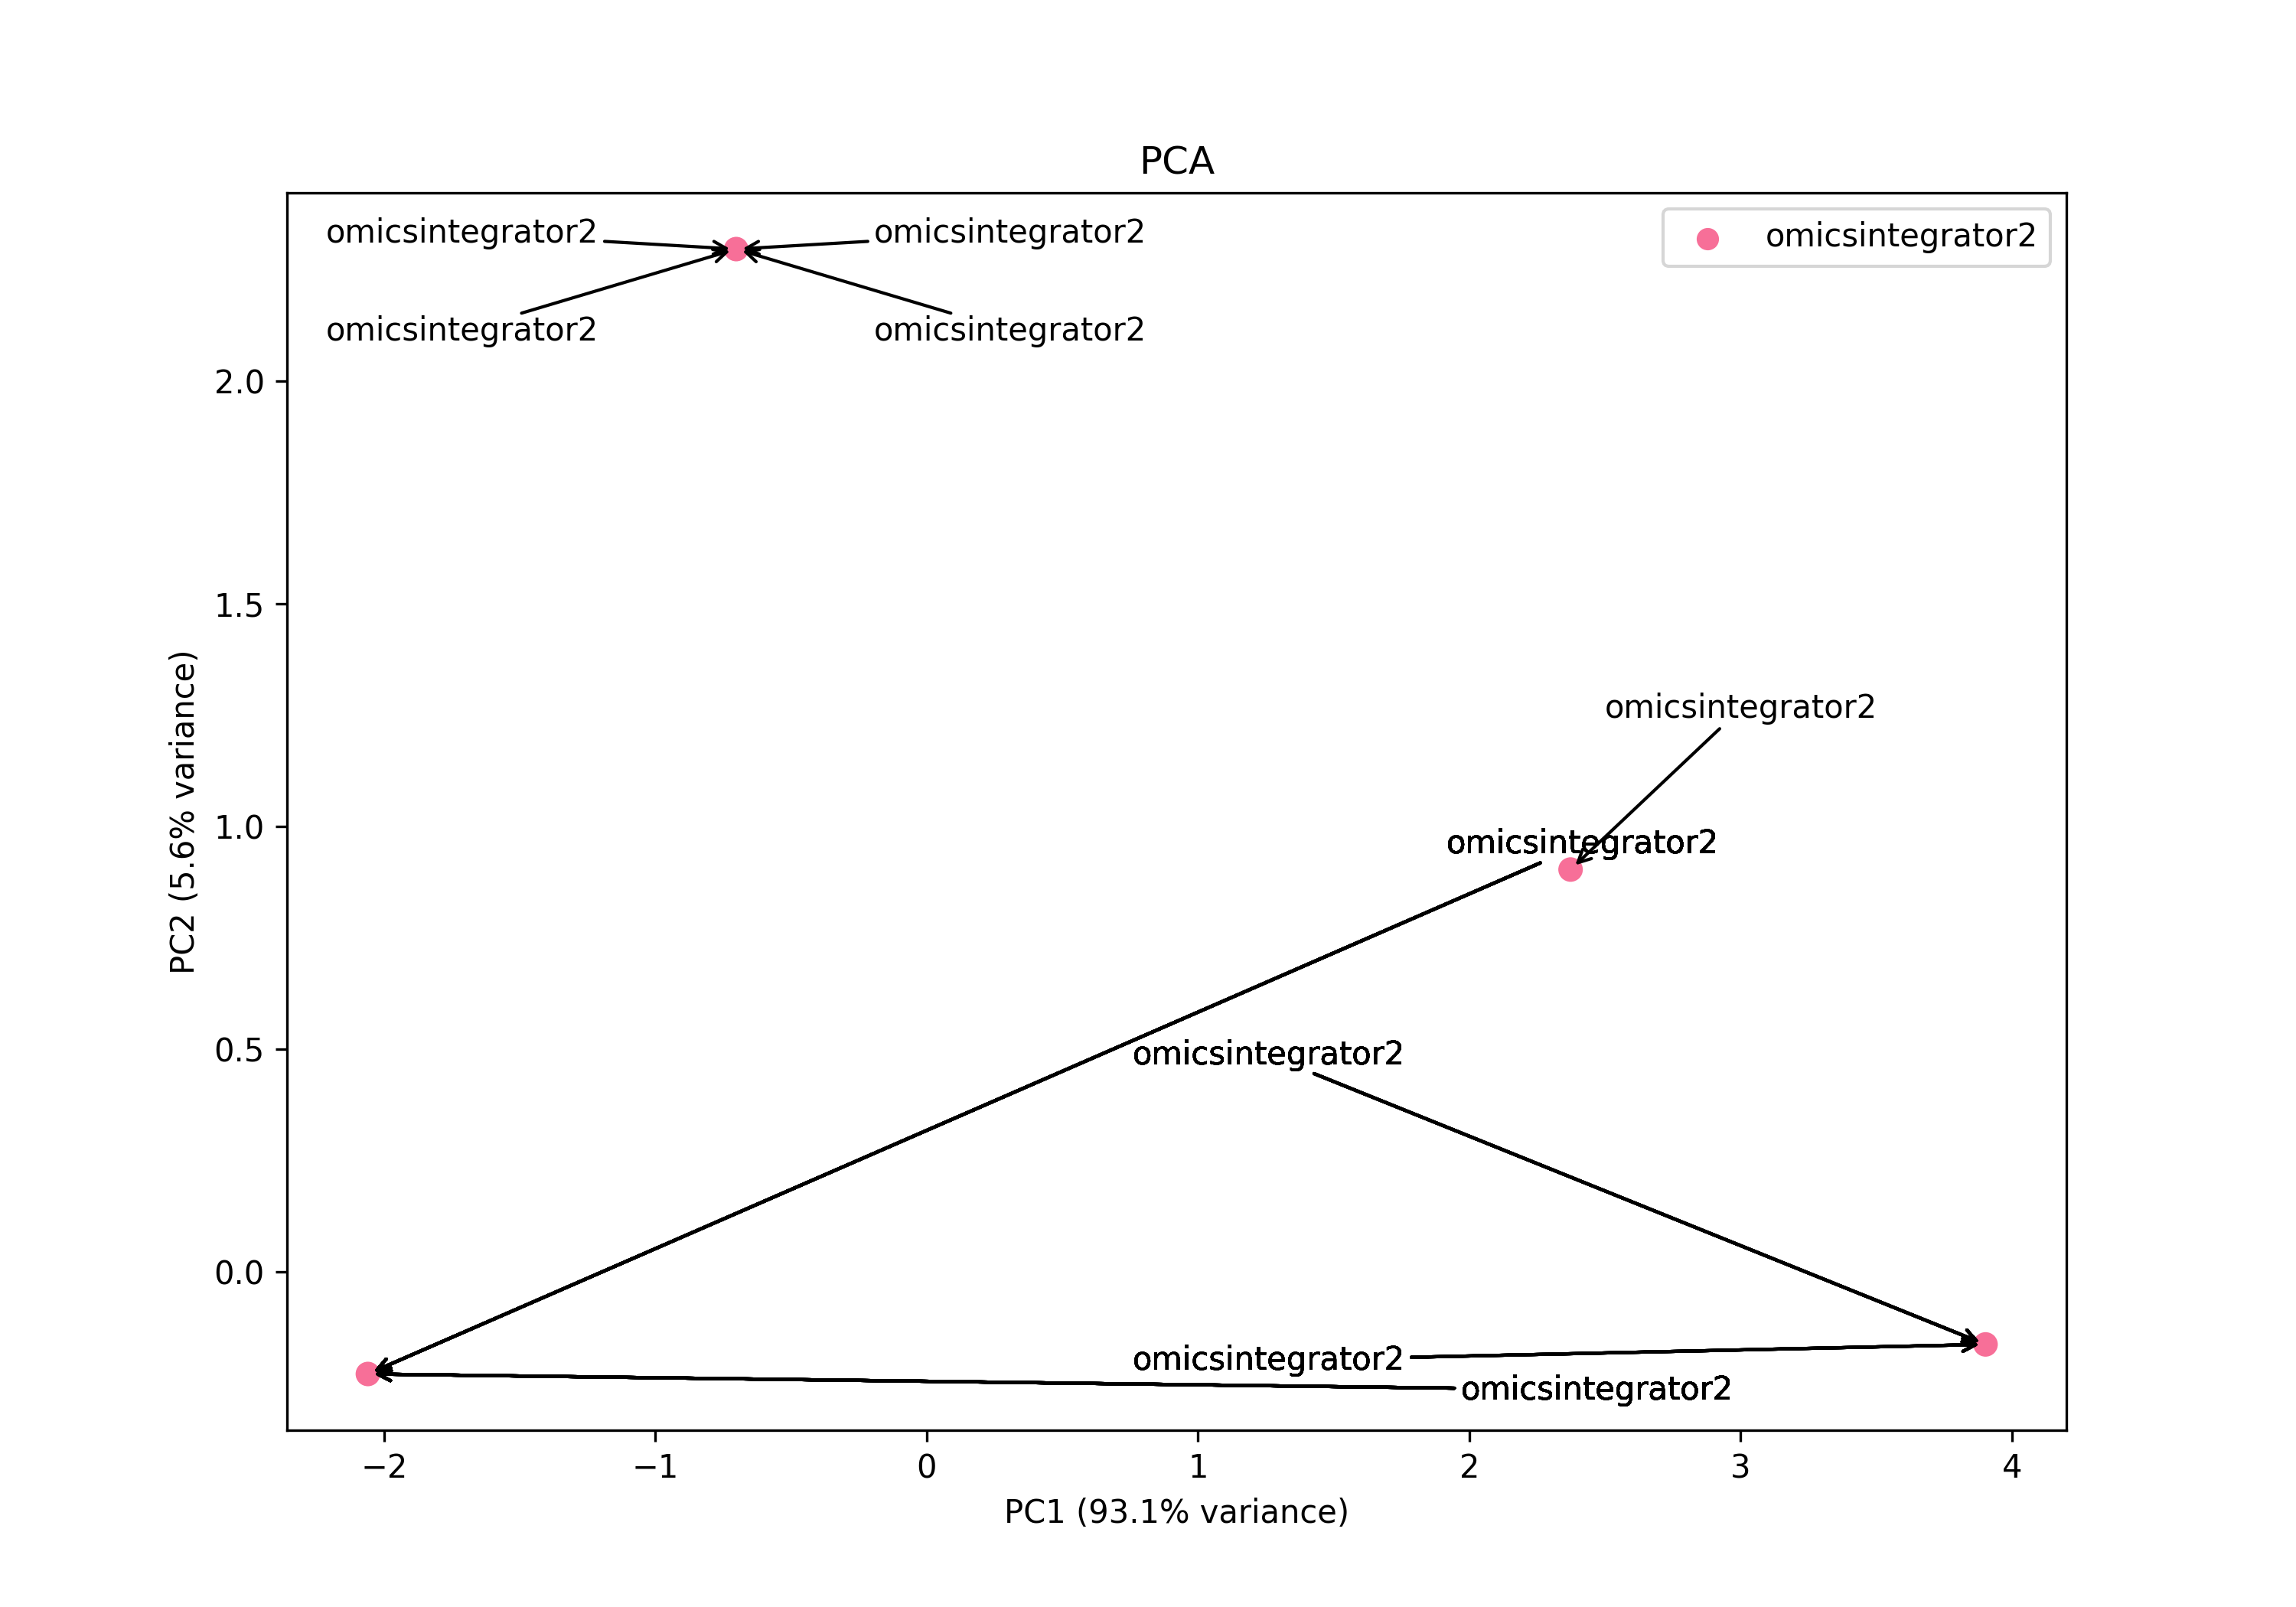 PCA
omicsintegrator2
omicsintegrator2
omicsintegrator2
omicsintegrator2
omicsintegrator2
2.0
1.5
omicsintegrator2
1.0
omicsintegrator2
PC2 (5.6% variance)
0.5
omicsintegrator2
0.0
omicsintegrator2
omicsintegrator2
−2
−1
0
1
2
3
4
PC1 (93.1% variance)